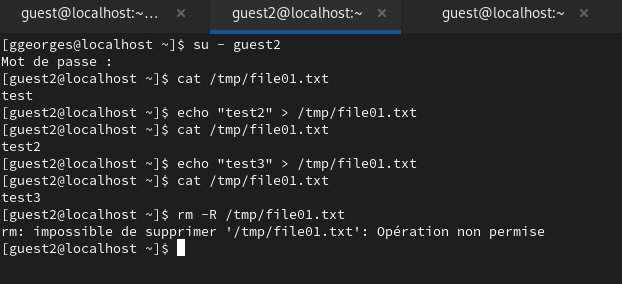 guest@localhost:~... × guest2@localhost:~ × guest@localhost:~ ×
[ggeorges@localhost ~]$ su - guest2
Mot de passe :
[guest2@localhost ~]$ cat /tmp/file01.txt
test
[guest2@localhost ~]$ echo "test2" > /tmp/file01.txt
[guest2@localhost ~]$ cat /tmp/file01.txt
test2
[guest2@localhost ~]$ echo "test3" > /tmp/file01.txt
[guest2@localhost ~]$ cat /tmp/file01.txt
test3
[guest2@localhost ~]$ rm -R /tmp/file01.txt
rm: impossible de supprimer '/tmp/file01.txt': Opération non permise
[guest2@localhost ~]$